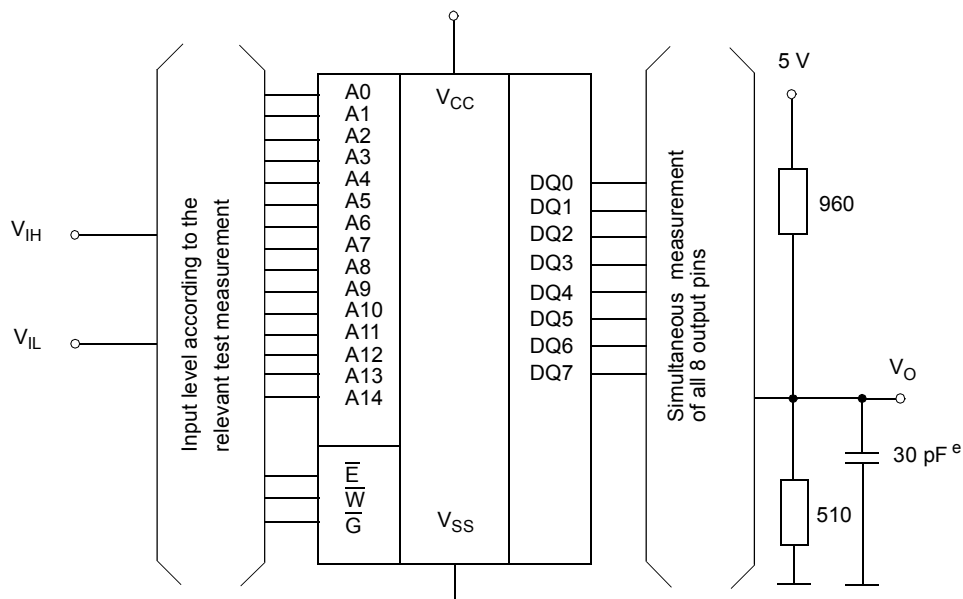 V_IH
V_IL
Input level according to the
relevant test measurement
A0
A1
A2
A3
A4
A5
A6
A7
A8
A9
A10
A11
A12
A13
A14
E̅
W̅
G̅
V_CC
V_SS
DQ0
DQ1
DQ2
DQ3
DQ4
DQ5
DQ6
DQ7
Simultaneous measurement
of all 8 output pins
5 V
960
V_O
30 pF ᵉ
510